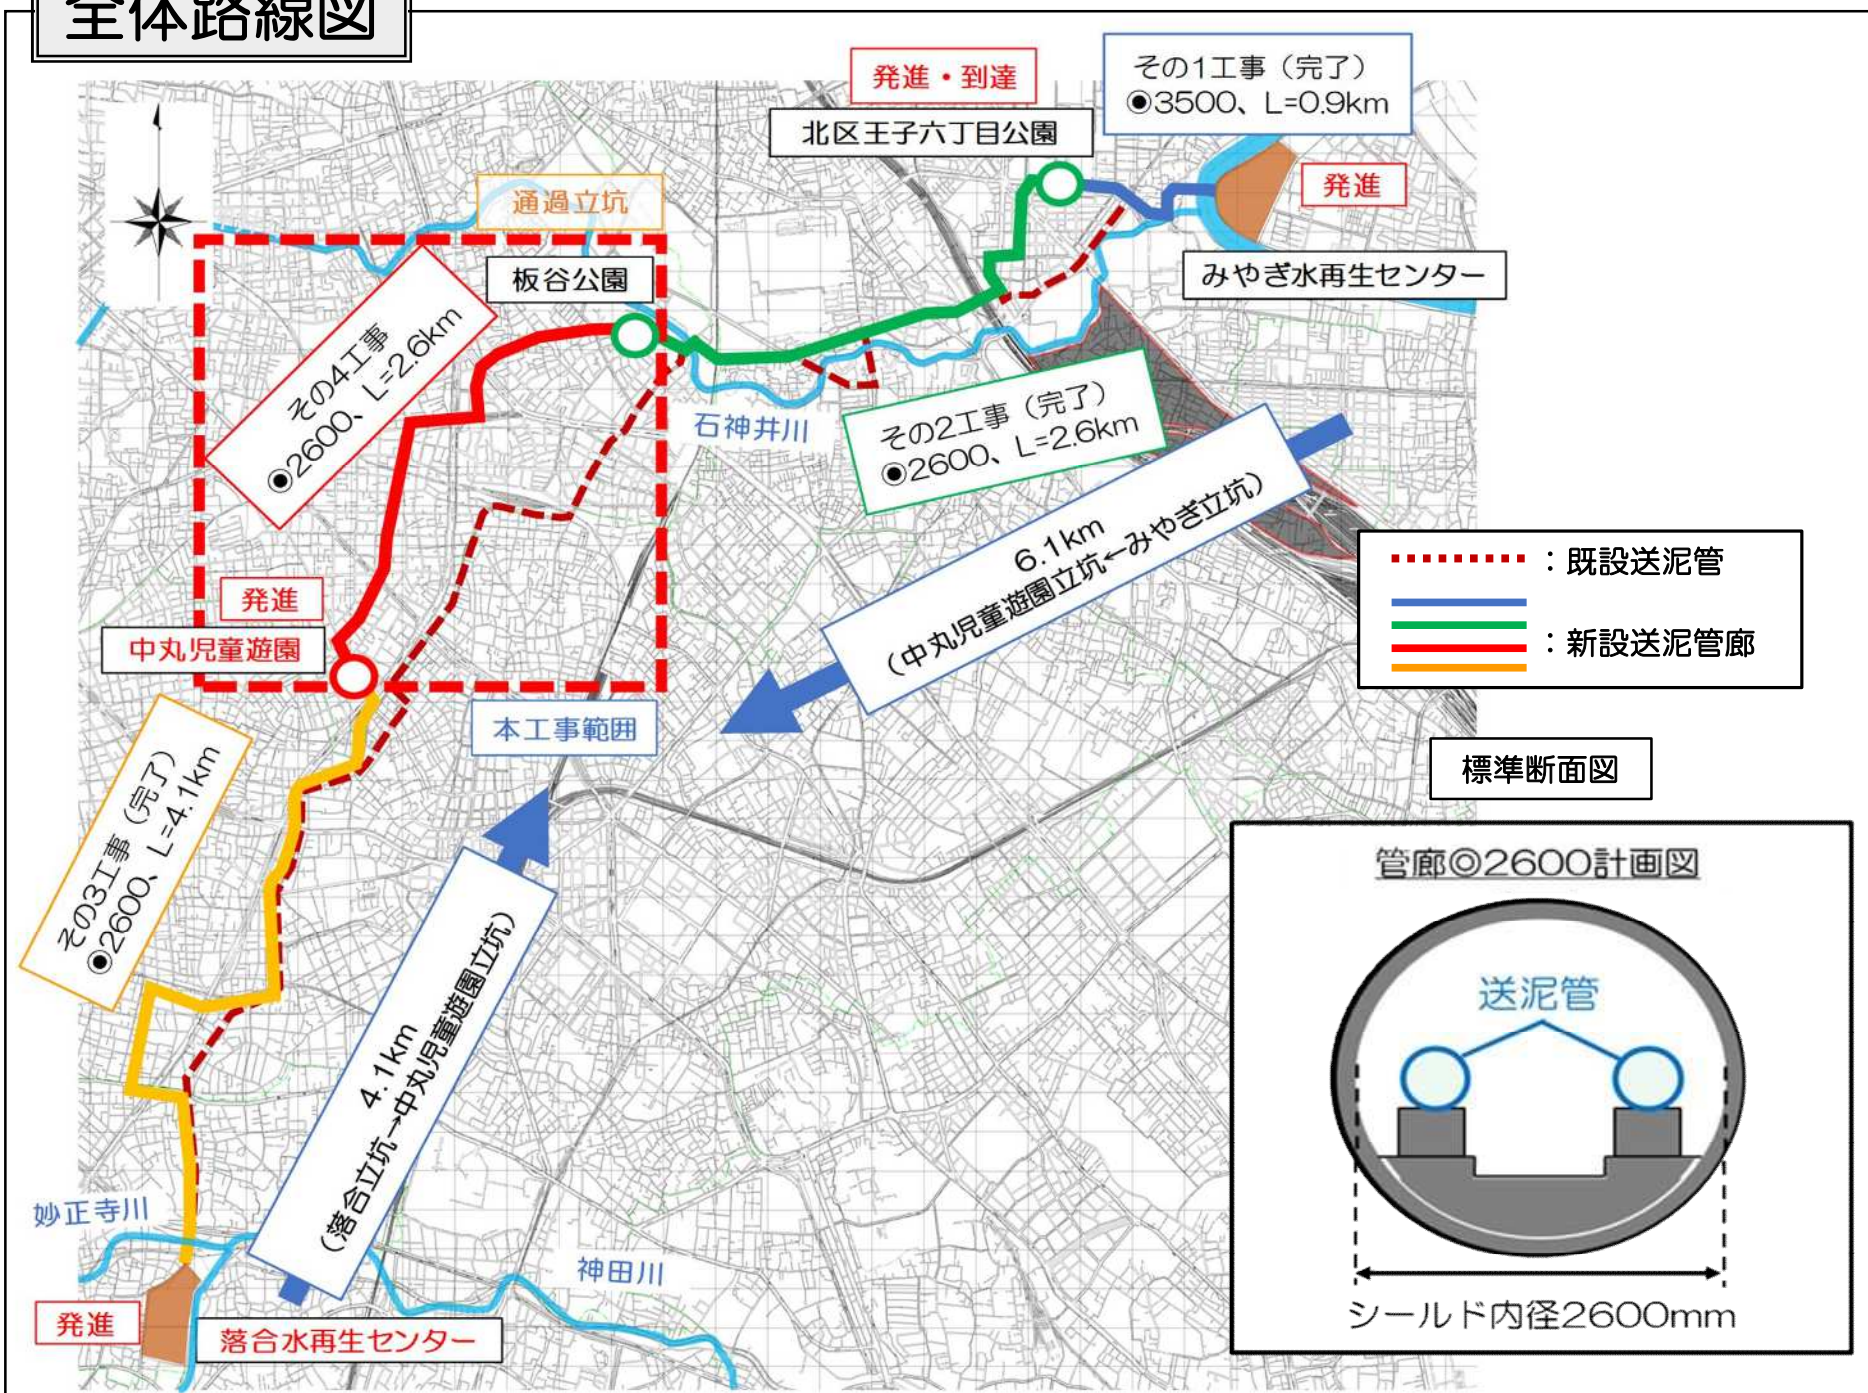 全体路線図
発進・到達
その1工事（完了）
◉3500、L=0.9km
北区王子六丁目公園
発進
通過立坑
みやぎ水再生センター
板谷公園
その4工事
◉2600、L=2.6km
石神井川
その2工事（完了）
◉2600、L=2.6km
6.1km
（中丸児童遊園立坑←みやぎ立坑）
：既設送泥管
：新設送泥管廊
発進
中丸児童遊園
本工事範囲
標準断面図
その3工事（完了）
◉2600、L=4.1km
管廊◎2600計画図
送泥管
シールド内径2600mm
4.1km
（落合立坑→中丸児童遊園立坑）
妙正寺川
神田川
発進
落合水再生センター